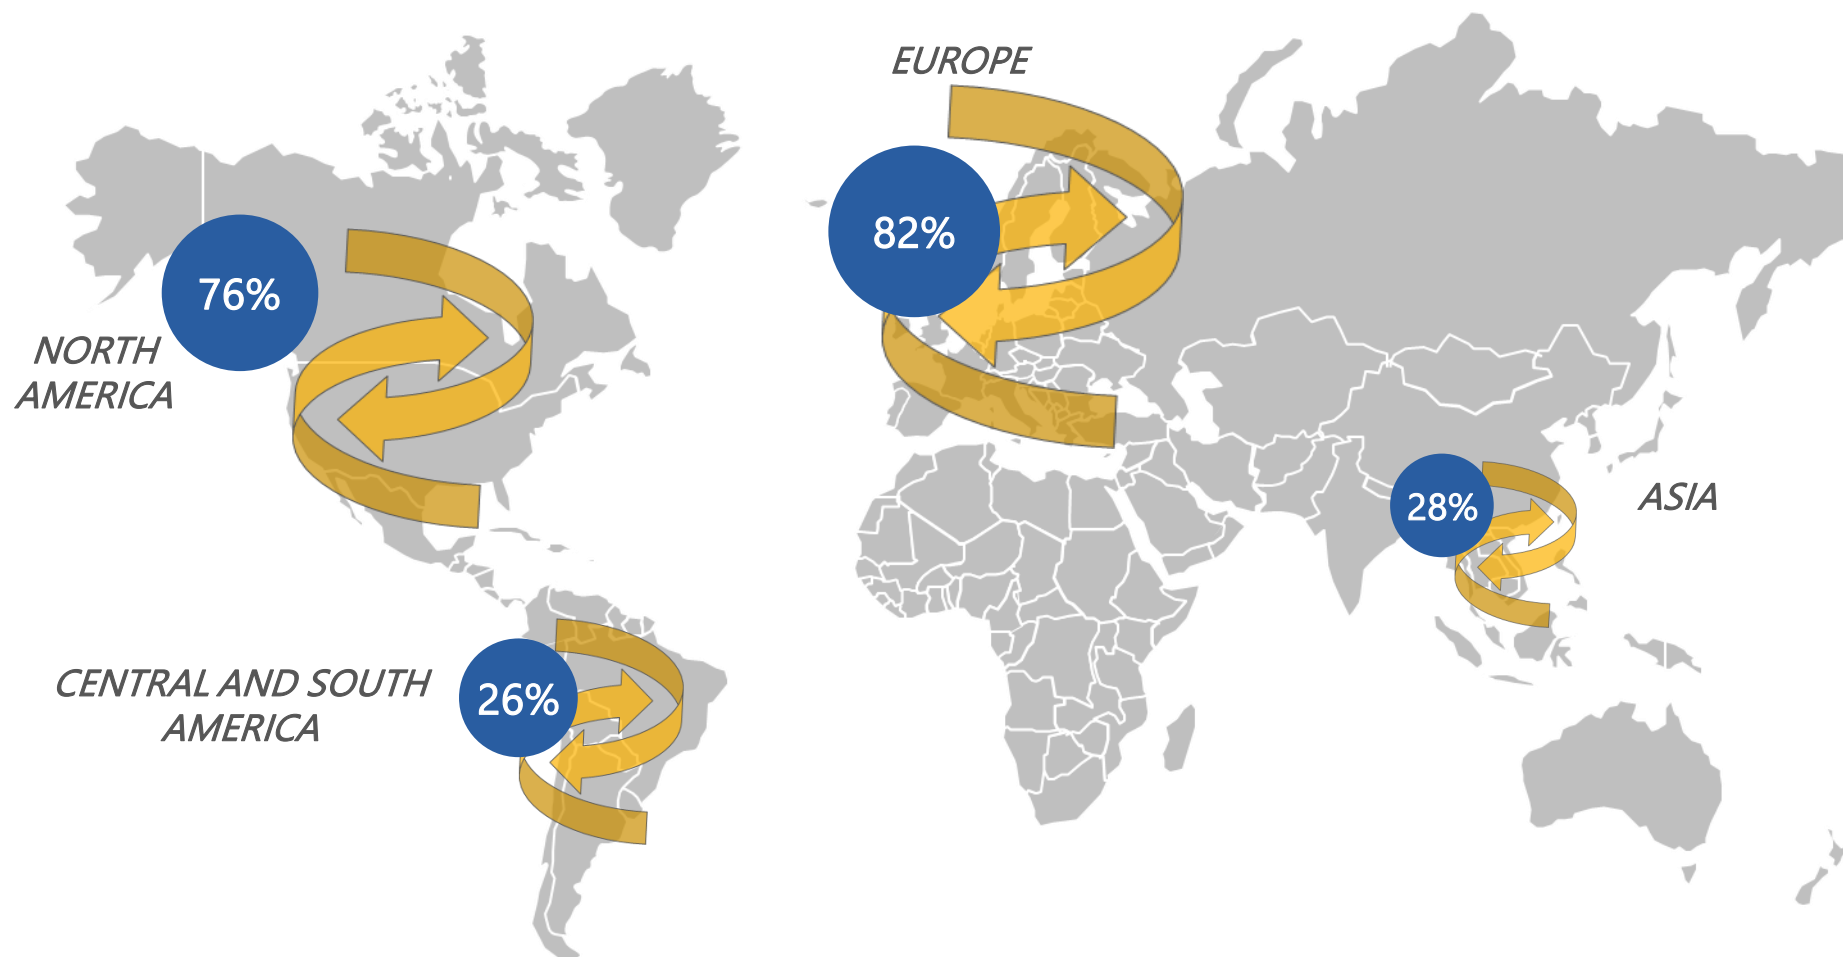 EUROPE
82%
76%
NORTH
AMERICA
28%
ASIA
CENTRAL AND SOUTH
AMERICA
26%